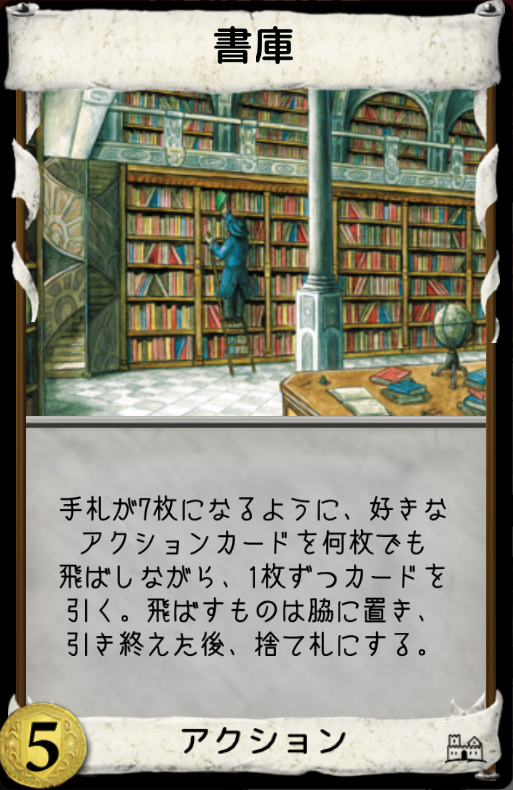 書庫
手札が7枚になるように、好きな
アクションカードを何枚でも
飛ばしながら、1枚ずつカードを
引く。飛ばすものは脇に置き、
引き終えた後、捨て札にする。
5
アクション